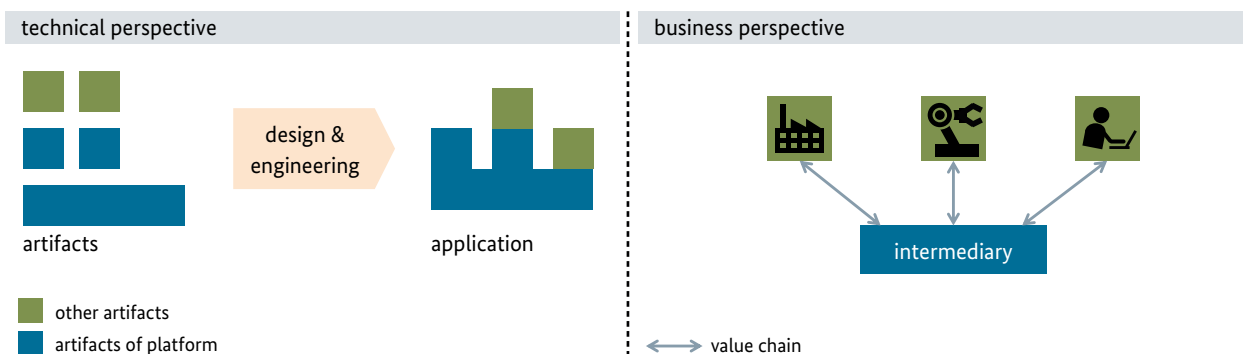 technical perspective
design &
engineering
artifacts
application
other artifacts
artifacts of platform
business perspective
intermediary
value chain